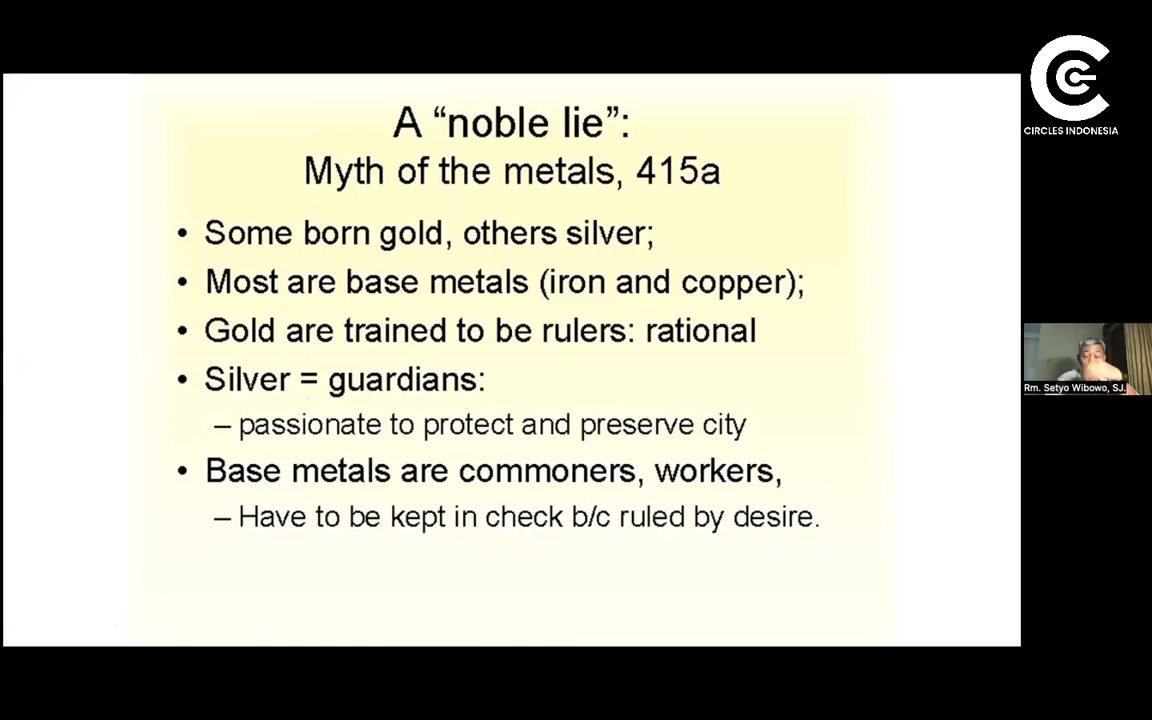 A “noble lie”:
Myth of the metals, 415a
• Some born gold, others silver;
• Most are base metals (iron and copper);
• Gold are trained to be rulers: rational
• Silver = guardians:
– passionate to protect and preserve city
• Base metals are commoners, workers,
– Have to be kept in check b/c ruled by desire.
CIRCLES INDONESIA
Rm. Setyo Wibowo, SJ.